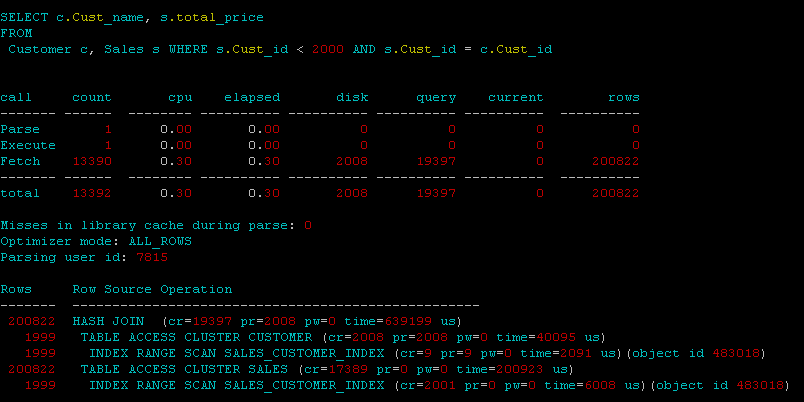 SELECT c.Cust_name, s.total_price
FROM
Customer c, Sales s WHERE s.Cust_id < 2000 AND s.Cust_id = c.Cust_id
call count cpu elapsed disk query current rows
------- ------ -------- ---------- ---------- ---------- ---------- ----------
Parse 1 0.00 0.00 0 0 0 0
Execute 1 0.00 0.00 0 0 0 0
Fetch 13390 0.30 0.30 2008 19397 0 200822
------- ------ -------- ---------- ---------- ---------- ---------- ----------
total 13392 0.30 0.30 2008 19397 0 200822
Misses in library cache during parse: 0
Optimizer mode: ALL_ROWS
Parsing user id: 7815
Rows Row Source Operation
------- ---------------------------------------------------
200822 HASH JOIN (cr=19397 pr=2008 pw=0 time=639199 us)
1999 TABLE ACCESS CLUSTER CUSTOMER (cr=2008 pr=2008 pw=0 time=40095 us)
1999 INDEX RANGE SCAN SALES_CUSTOMER_INDEX (cr=9 pr=9 pw=0 time=2091 us)(object id 483018)
200822 TABLE ACCESS CLUSTER SALES (cr=17389 pr=0 pw=0 time=200923 us)
1999 INDEX RANGE SCAN SALES_CUSTOMER_INDEX (cr=2001 pr=0 pw=0 time=6008 us)(object id 483018)